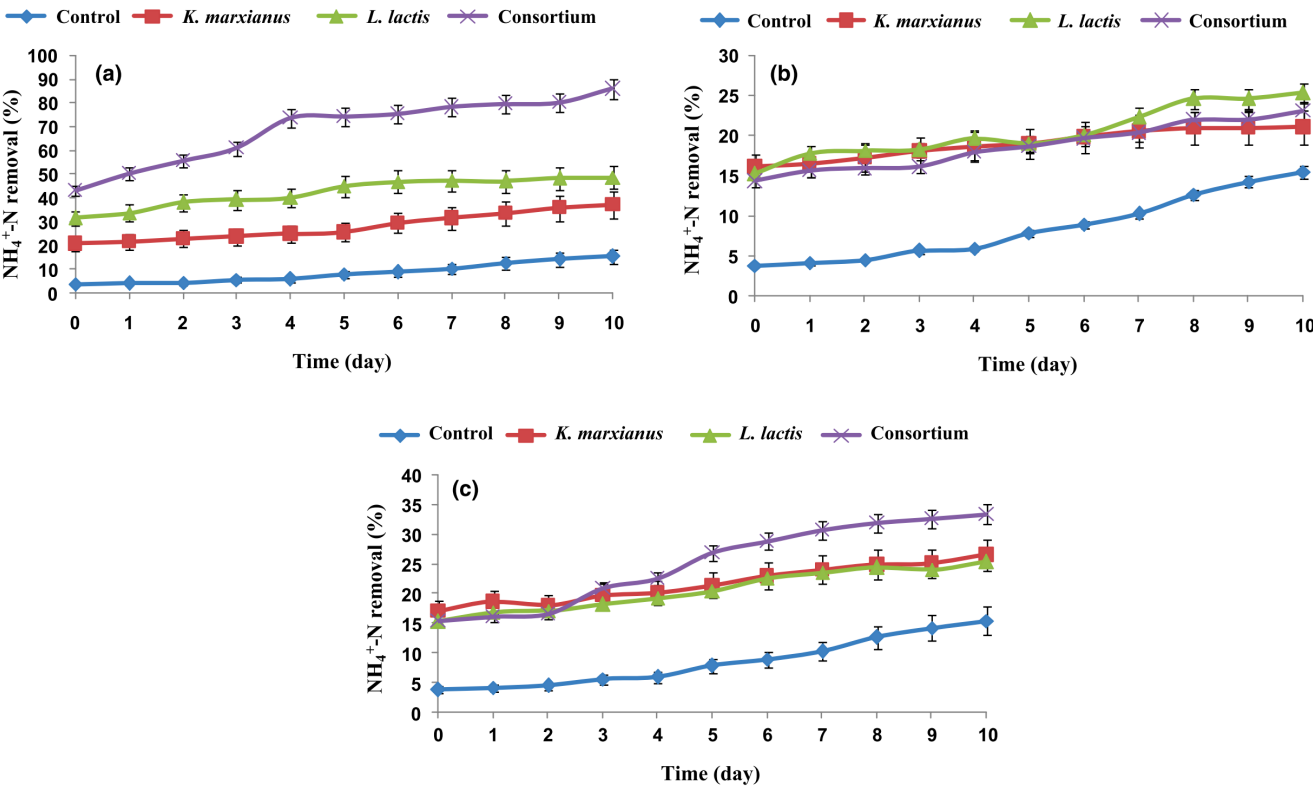 Control K. marxianus L. lactis Consortium
(a)
NH₄⁺-N removal (%)
100
90
80
70
60
50
40
30
20
10
0
0 1 2 3 4 5 6 7 8 9 10
Time (day)
Control K. marxianus L. lactis Consortium
(b)
NH₄⁺-N removal (%)
30
25
20
15
10
5
0
0 1 2 3 4 5 6 7 8 9 10
Time (day)
Control K. marxianus L. lactis Consortium
(c)
NH₄⁺-N removal (%)
40
35
30
25
20
15
10
5
0
0 1 2 3 4 5 6 7 8 9 10
Time (day)